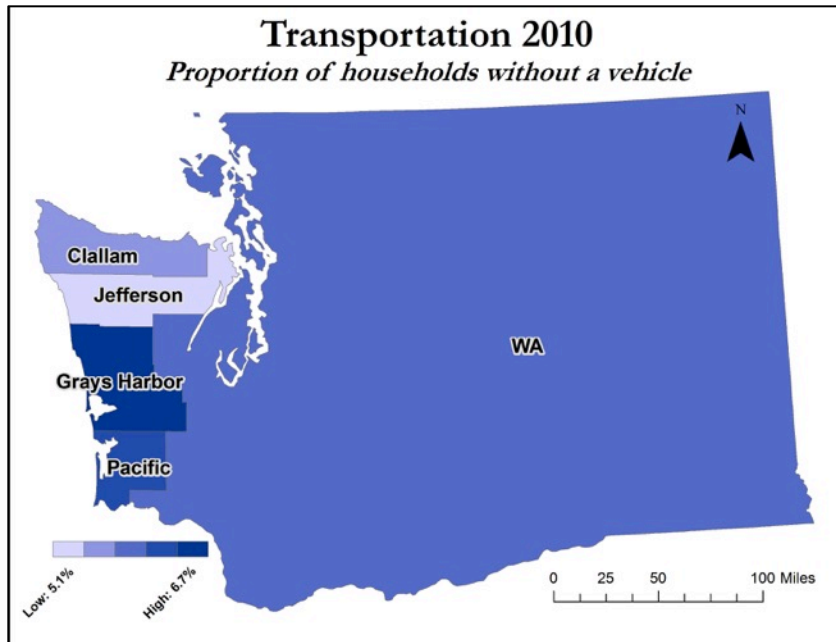 Transportation 2010
Proportion of households without a vehicle
N
Clallam
Jefferson
WA
Grays Harbor
Pacific
Low: 5.1%
High: 6.7%
0 25 50 100 Miles